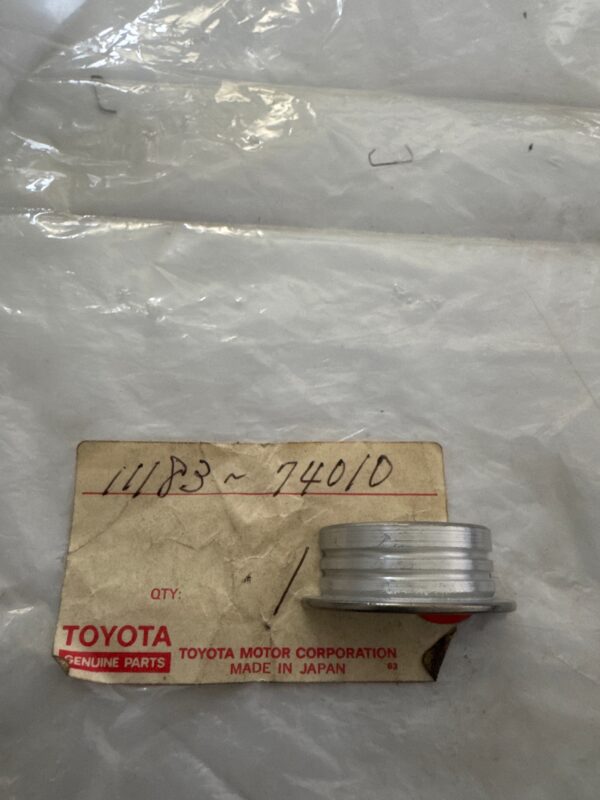 11183~74010
QTY: 1
TOYOTA
GENUINE PARTS
TOYOTA MOTOR CORPORATION
MADE IN JAPAN
63